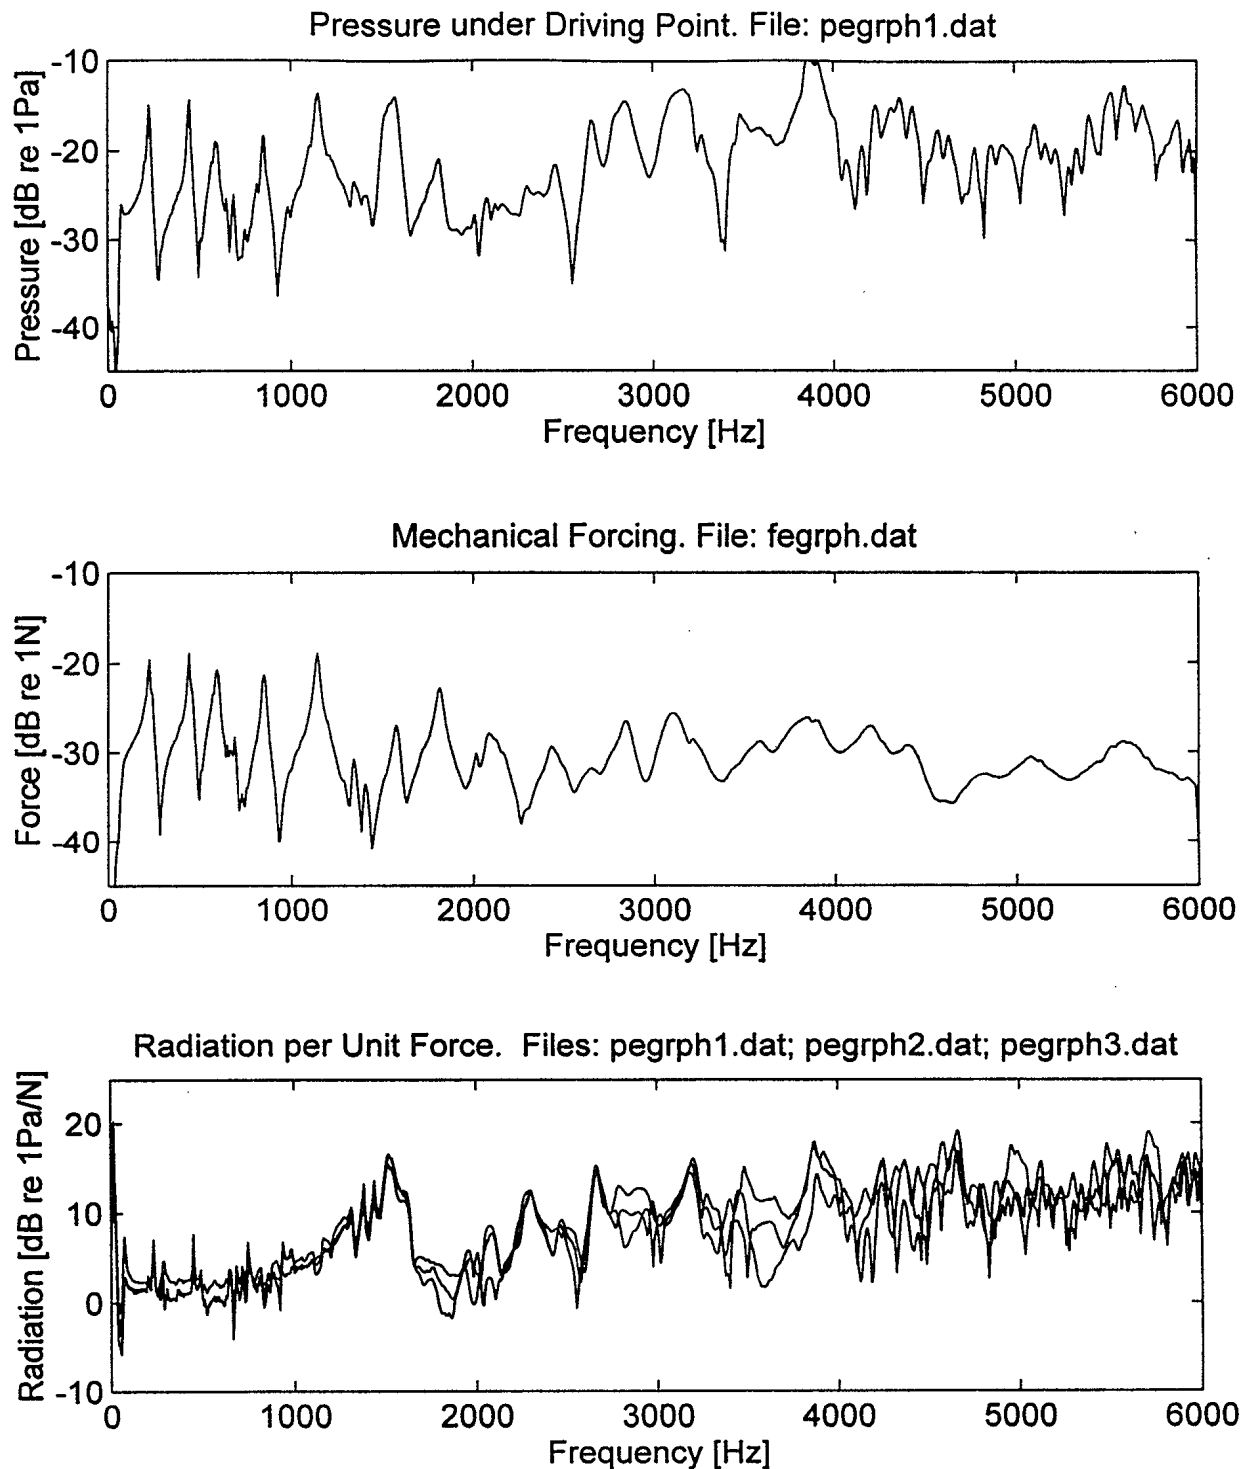 Pressure under Driving Point. File: pegrph1.dat
Pressure [dB re 1Pa]
-10
-20
-30
-40
0 1000 2000 3000 4000 5000 6000
Frequency [Hz]
Mechanical Forcing. File: fegrph.dat
Force [dB re 1N]
-10
-20
-30
-40
0 1000 2000 3000 4000 5000 6000
Frequency [Hz]
Radiation per Unit Force. Files: pegrph1.dat; pegrph2.dat; pegrph3.dat
Radiation [dB re 1Pa/N]
20
10
0
-10
0 1000 2000 3000 4000 5000 6000
Frequency [Hz]